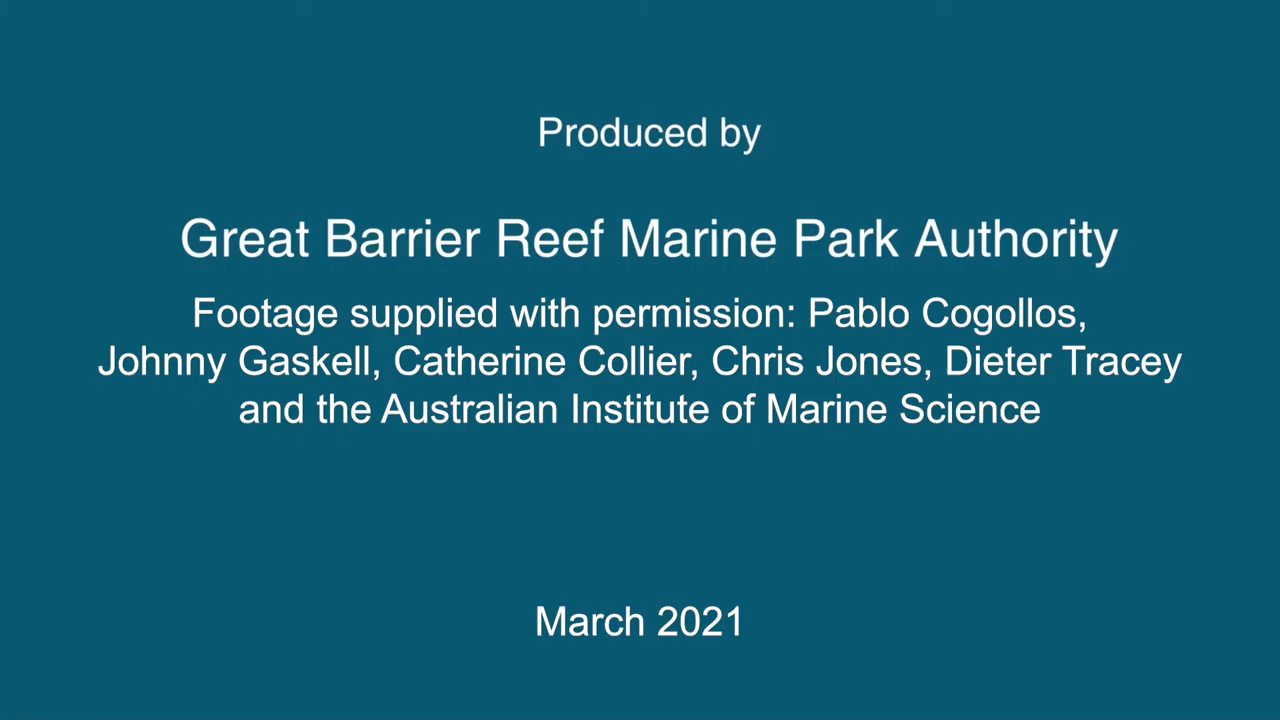 Produced by
Great Barrier Reef Marine Park Authority
Footage supplied with permission: Pablo Cogollos,
Johnny Gaskell, Catherine Collier, Chris Jones, Dieter Tracey
and the Australian Institute of Marine Science
March 2021